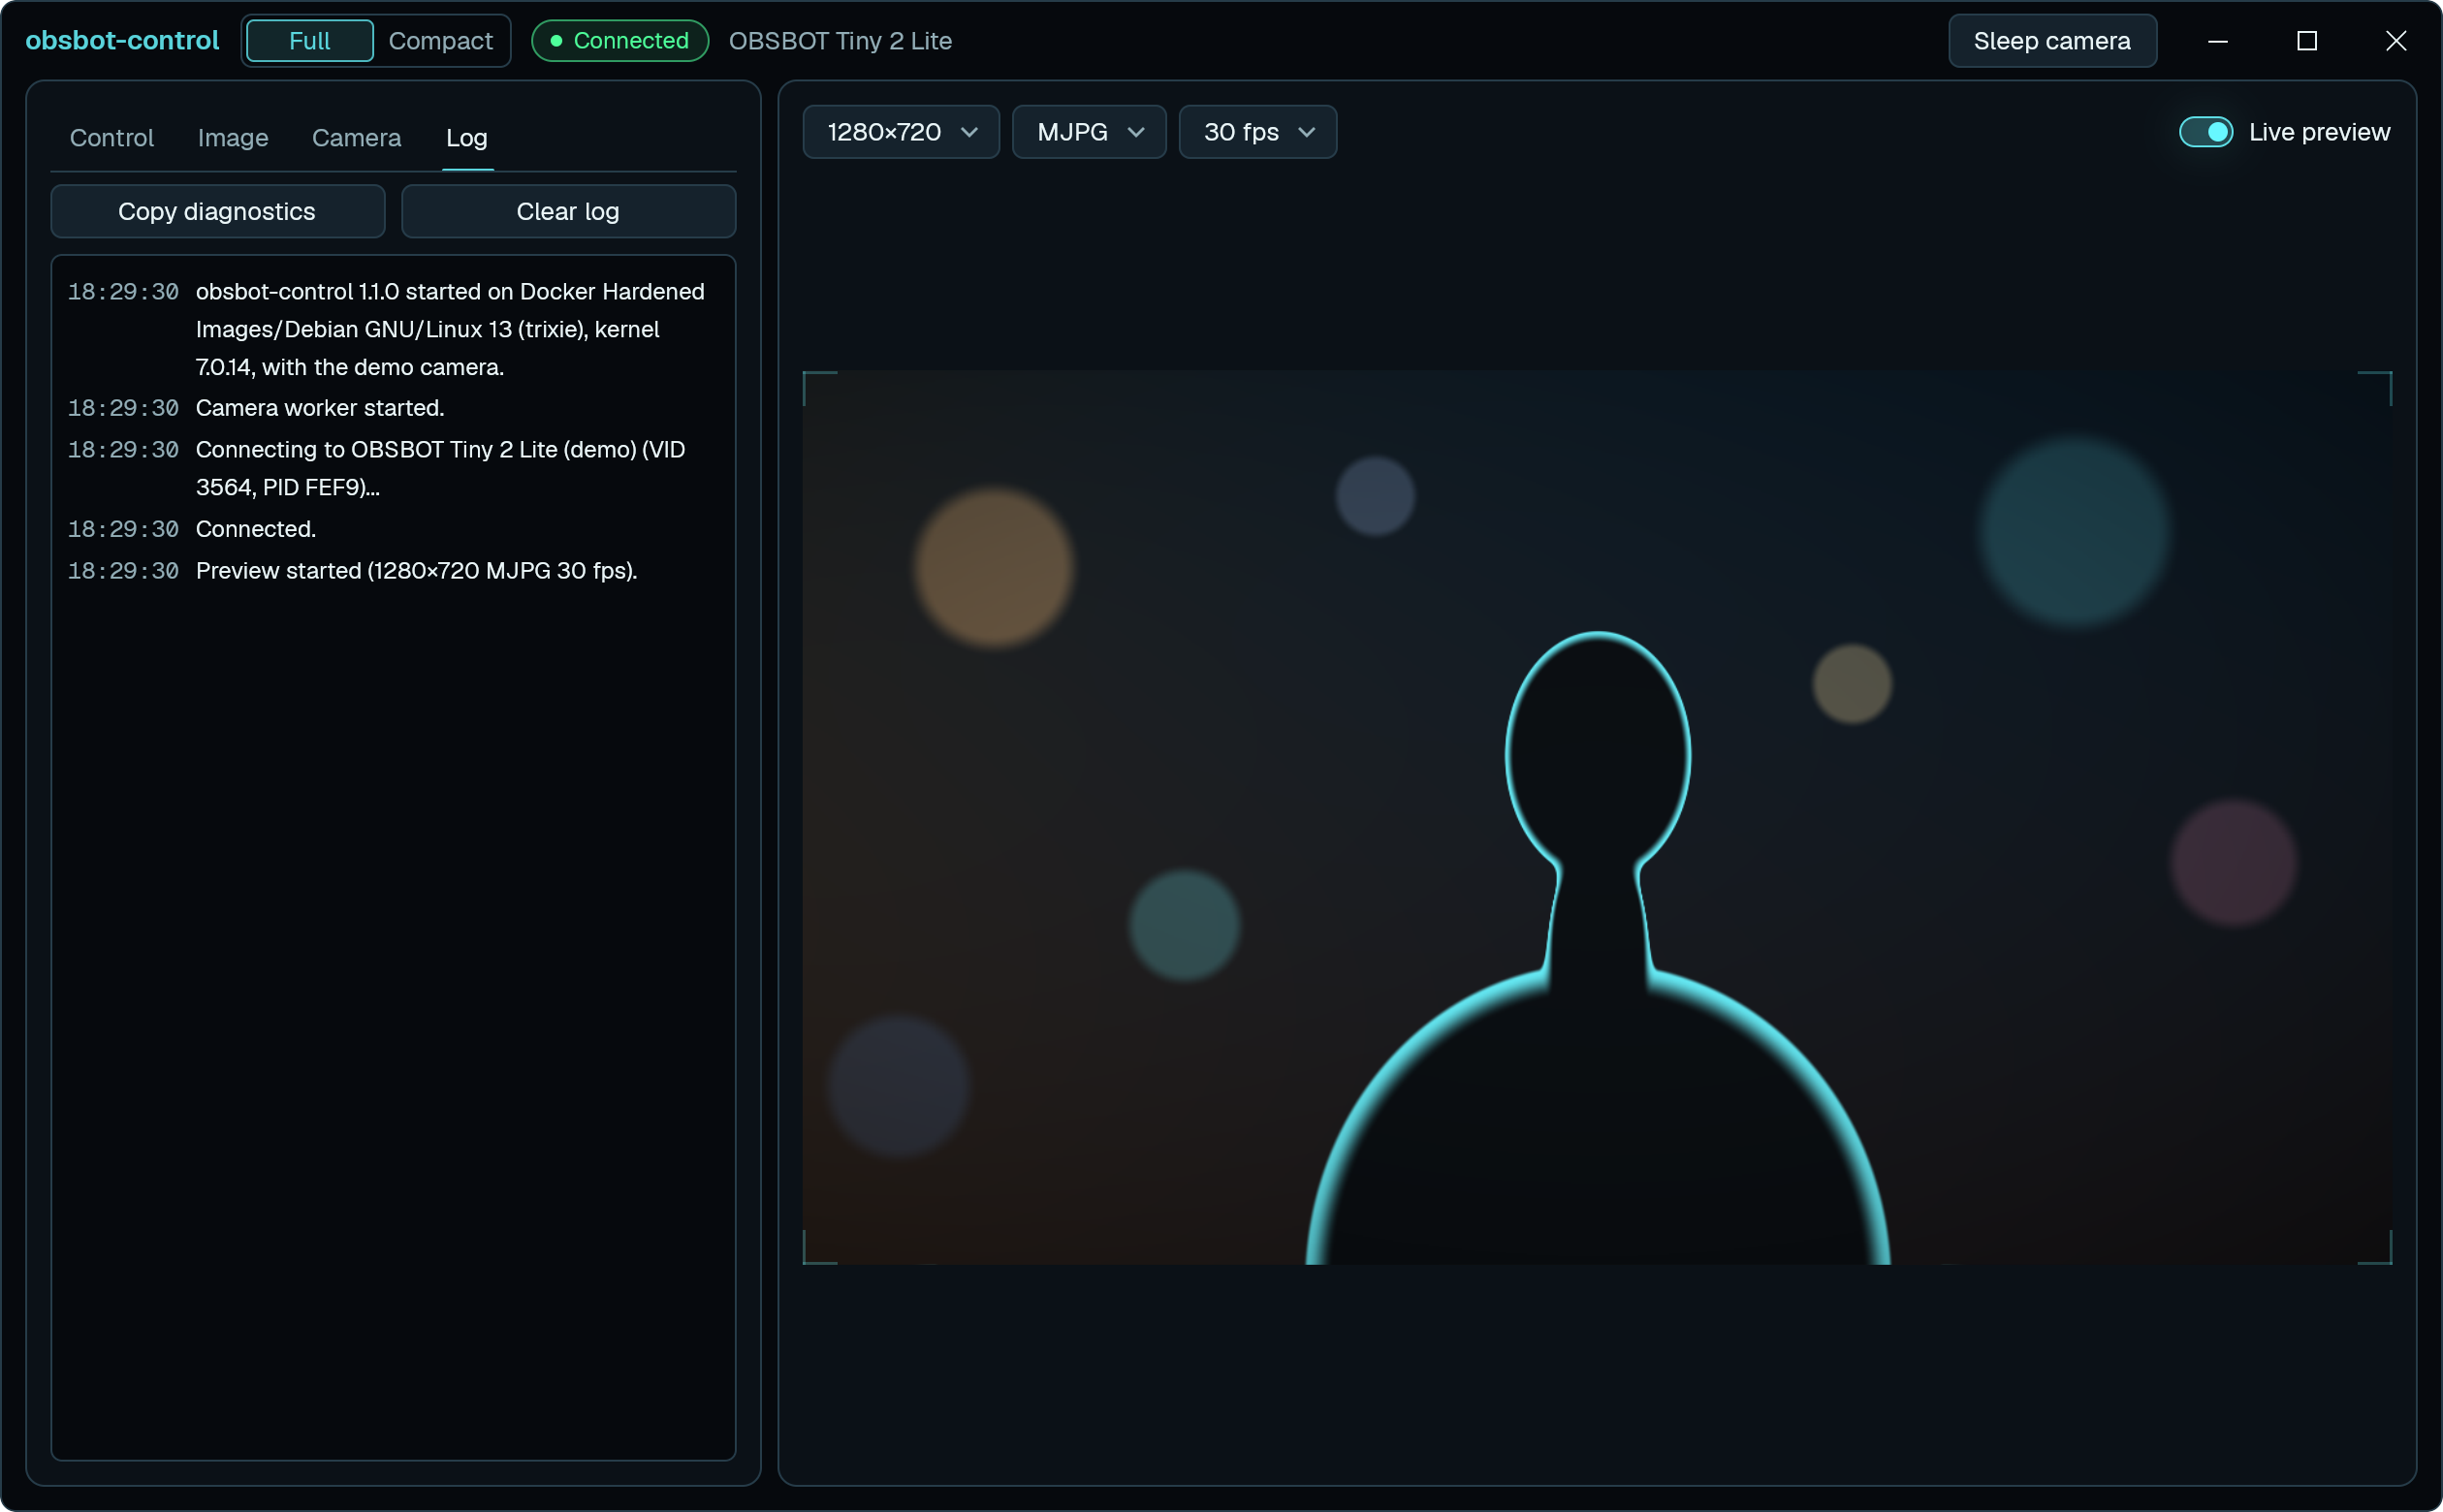 obsbot-control
Full
Compact
Connected
OBSBOT Tiny 2 Lite
Sleep camera
Control
Image
Camera
Log
Copy diagnostics
Clear log
18:29:30 obsbot-control 1.1.0 started on Docker Hardened
Images/Debian GNU/Linux 13 (trixie), kernel
7.0.14, with the demo camera.
18:29:30 Camera worker started.
18:29:30 Connecting to OBSBOT Tiny 2 Lite (demo) (VID
3564, PID FEF9)...
18:29:30 Connected.
18:29:30 Preview started (1280×720 MJPG 30 fps).
1280×720
MJPG
30 fps
Live preview